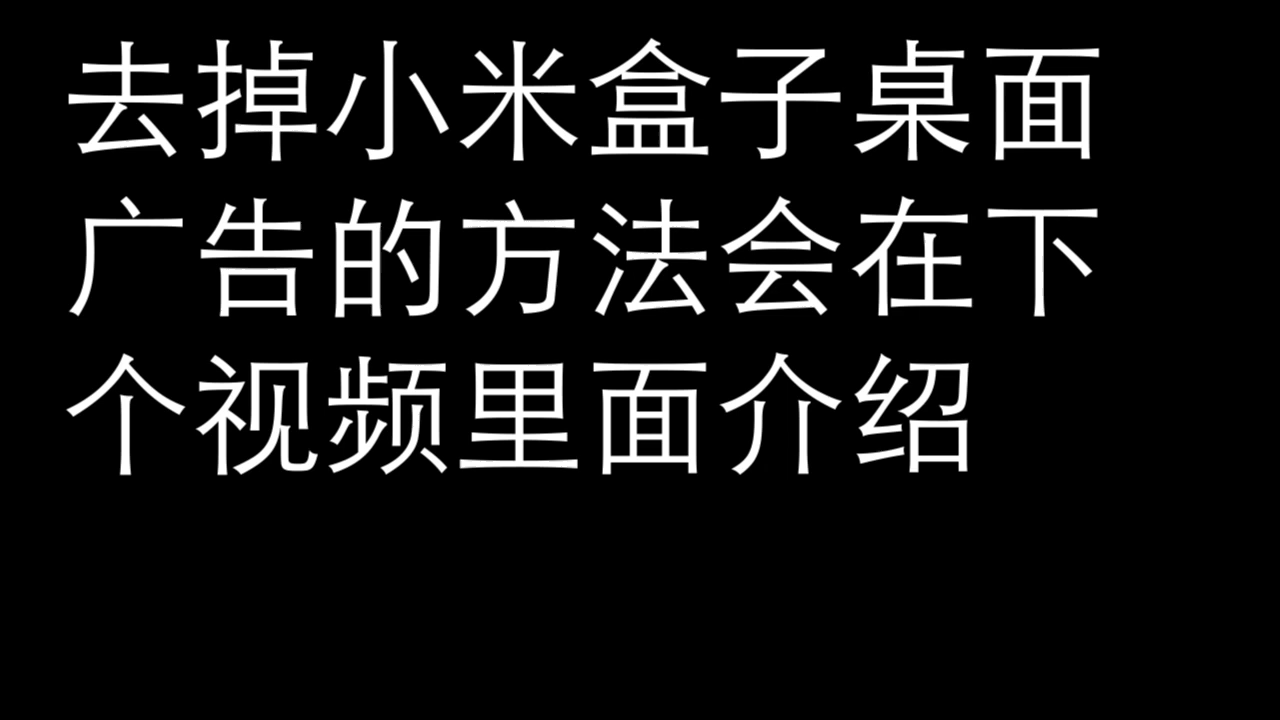 去掉小米盒子桌面
广告的方法会在下
个视频里面介绍